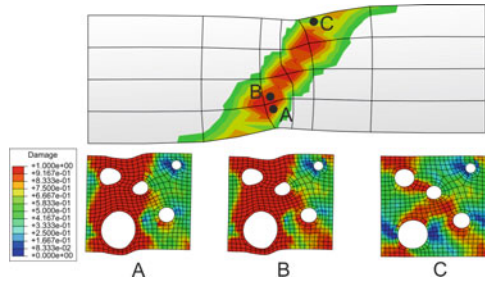 C
B
A
Damage
+1.000e+00
+9.167e-01
+8.333e-01
+7.500e-01
+6.667e-01
+5.833e-01
+5.000e-01
+4.167e-01
+3.333e-01
+2.500e-01
+1.667e-01
+8.333e-02
+0.000e+00
A
B
C